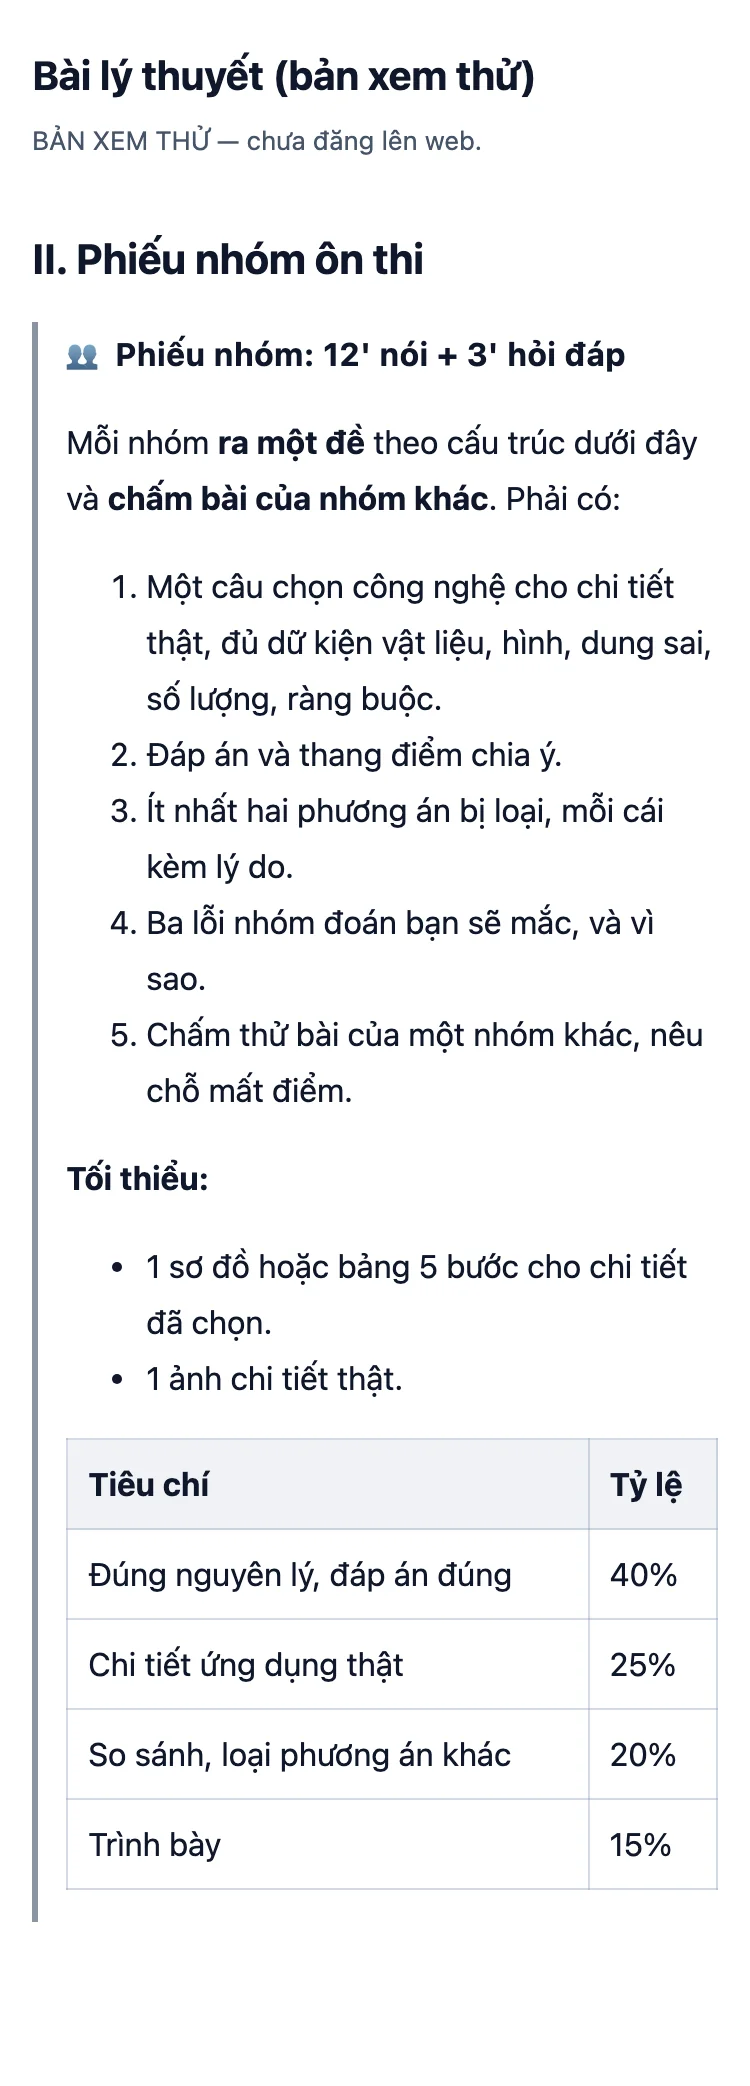 Bài lý thuyết (bản xem thử)
BẢN XEM THỬ — chưa đăng lên web.
II. Phiếu nhóm ôn thi
👥 Phiếu nhóm: 12' nói + 3' hỏi đáp
Mỗi nhóm ra một đề theo cấu trúc dưới đây
và chấm bài của nhóm khác. Phải có:
1. Một câu chọn công nghệ cho chi tiết
thật, đủ dữ kiện vật liệu, hình, dung sai,
số lượng, ràng buộc.
2. Đáp án và thang điểm chia ý.
3. Ít nhất hai phương án bị loại, mỗi cái
kèm lý do.
4. Ba lỗi nhóm đoán bạn sẽ mắc, và vì
sao.
5. Chấm thử bài của một nhóm khác, nêu
chỗ mất điểm.
Tối thiểu:
• 1 sơ đồ hoặc bảng 5 bước cho chi tiết
đã chọn.
• 1 ảnh chi tiết thật.
Tiêu chí Tỷ lệ
Đúng nguyên lý, đáp án đúng 40%
Chi tiết ứng dụng thật 25%
So sánh, loại phương án khác 20%
Trình bày 15%